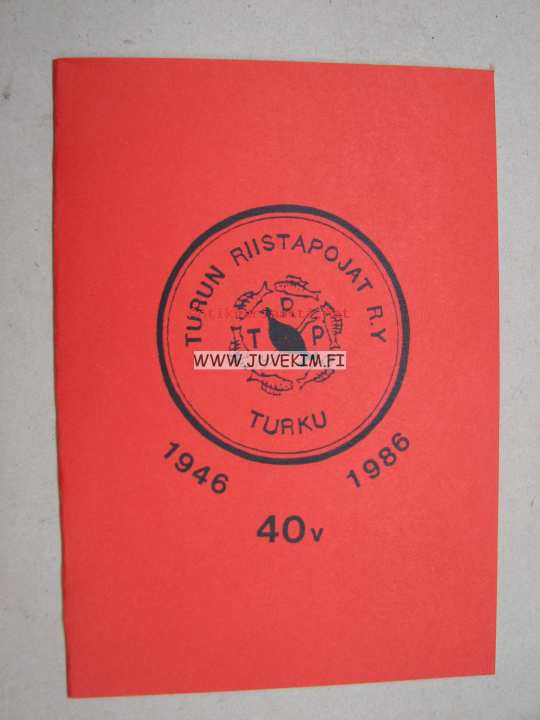 TURUN RIISTAPOJAT R.Y
R
T P
WWW.JUVEKIM.FI
TURKU
1946 1986
40v